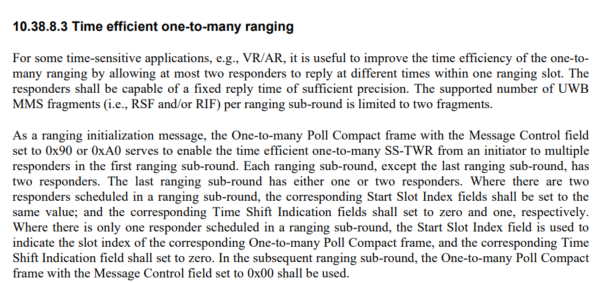 10.38.8.3 Time efficient one-to-many ranging
For some time-sensitive applications, e.g., VR/AR, it is useful to improve the time efficiency of the one-to-
many ranging by allowing at most two responders to reply at different times within one ranging slot. The
responders shall be capable of a fixed reply time of sufficient precision. The supported number of UWB
MMS fragments (i.e., RSF and/or RIF) per ranging sub-round is limited to two fragments.
As a ranging initialization message, the One-to-many Poll Compact frame with the Message Control field
set to 0x90 or 0xA0 serves to enable the time efficient one-to-many SS-TWR from an initiator to multiple
responders in the first ranging sub-round. Each ranging sub-round, except the last ranging sub-round, has
two responders. The last ranging sub-round has either one or two responders. Where there are two
responders scheduled in a ranging sub-round, the corresponding Start Slot Index fields shall be set to the
same value; and the corresponding Time Shift Indication fields shall set to zero and one, respectively.
Where there is only one responder scheduled in a ranging sub-round, the Start Slot Index field is used to
indicate the slot index of the corresponding One-to-many Poll Compact frame, and the corresponding Time
Shift Indication field shall set to zero. In the subsequent ranging sub-round, the One-to-many Poll Compact
frame with the Message Control field set to 0x00 shall be used.